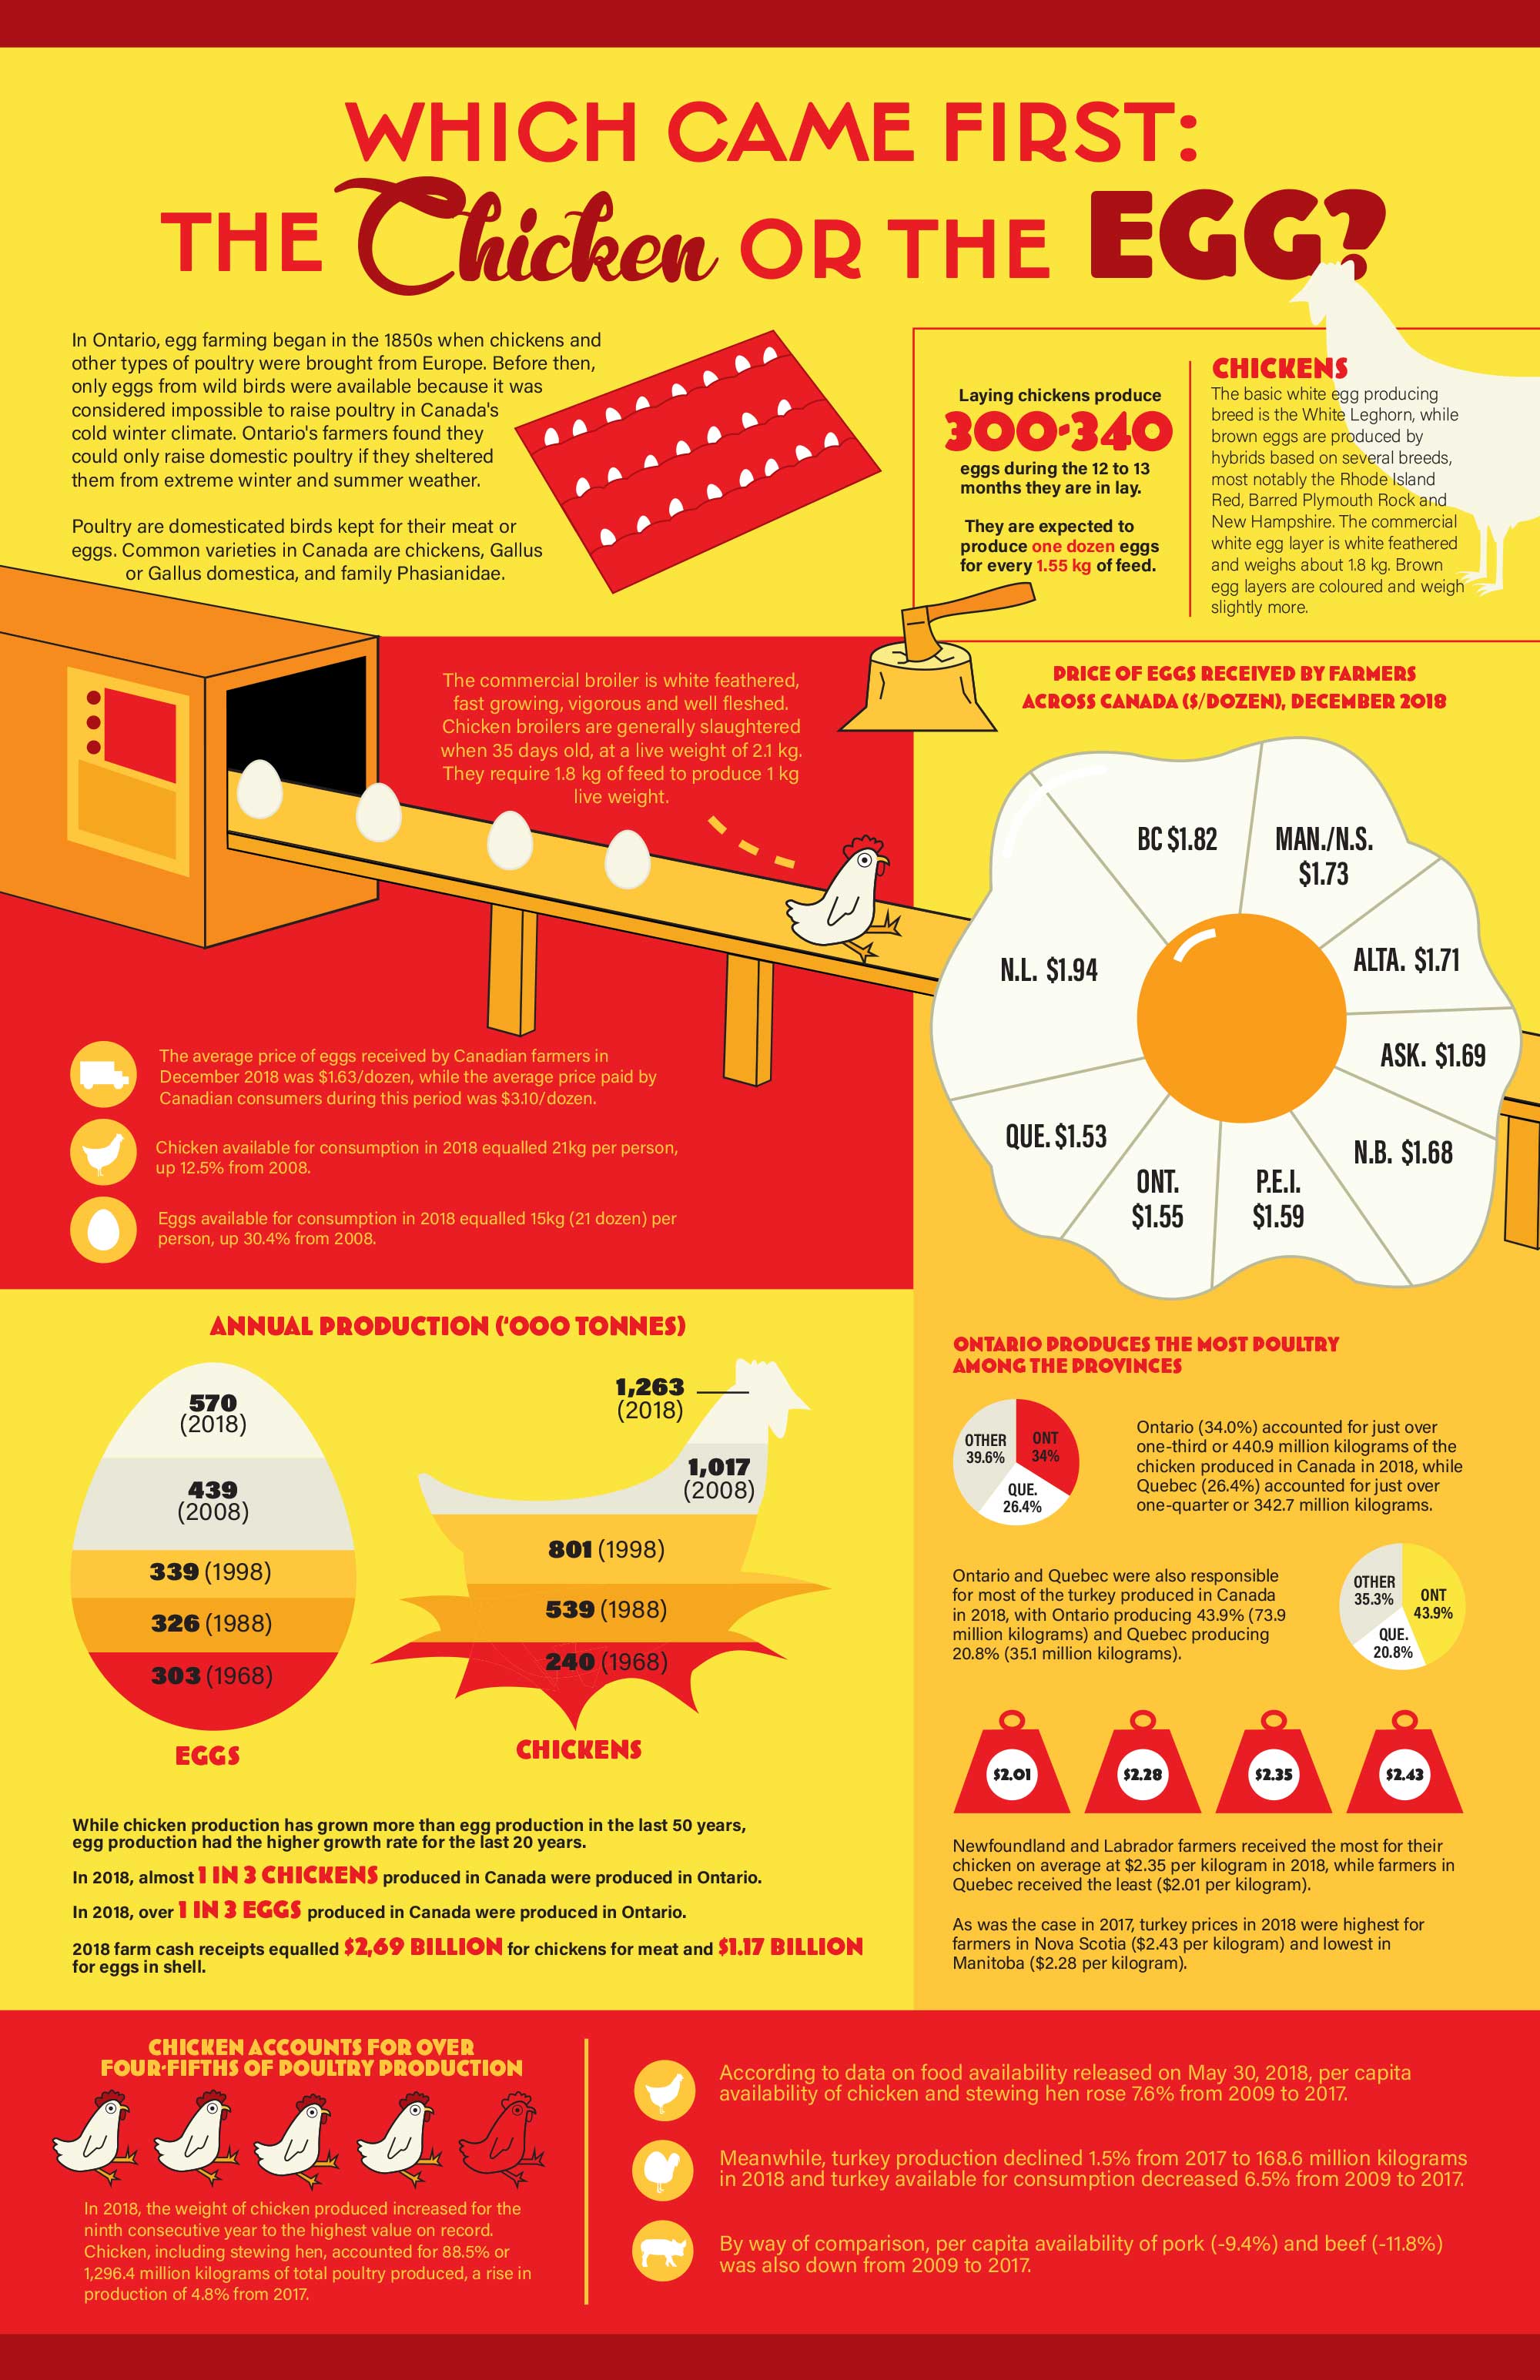 WHICH CAME FIRST:
THE Chicken OR THE EGG?
In Ontario, egg farming began in the 1850s when chickens and
other types of poultry were brought from Europe. Before then,
only eggs from wild birds were available because it was
considered impossible to raise poultry in Canada's
cold winter climate. Ontario's farmers found they
could only raise domestic poultry if they sheltered
them from extreme winter and summer weather.
Poultry are domesticated birds kept for their meat or
eggs. Common varieties in Canada are chickens, Gallus
or Gallus domestica, and family Phasianidae.
Laying chickens produce
300-340
eggs during the 12 to 13
months they are in lay.
They are expected to
produce one dozen eggs
for every 1.55 kg of feed.
CHICKENS
The basic white egg producing
breed is the White Leghorn, while
brown eggs are produced by
hybrids based on several breeds,
most notably the Rhode Island
Red, Barred Plymouth Rock and
New Hampshire. The commercial
white egg layer is white feathered
and weighs about 1.8 kg. Brown
egg layers are coloured and weigh
slightly more.
The commercial broiler is white feathered,
fast growing, vigorous and well fleshed.
Chicken broilers are generally slaughtered
when 35 days old, at a live weight of 2.1 kg.
They require 1.8 kg of feed to produce 1 kg
live weight.
PRICE OF EGGS RECEIVED BY FARMERS
ACROSS CANADA ($/DOZEN), DECEMBER 2018
BC $1.82
MAN./N.S.
$1.73
N.L. $1.94
ALTA. $1.71
ASK. $1.69
QUE. $1.53
N.B. $1.68
ONT.
$1.55
P.E.I.
$1.59
The average price of eggs received by Canadian farmers in
December 2018 was $1.63/dozen, while the average price paid by
Canadian consumers during this period was $3.10/dozen.
Chicken available for consumption in 2018 equalled 21kg per person,
up 12.5% from 2008.
Eggs available for consumption in 2018 equalled 15kg (21 dozen) per
person, up 30.4% from 2008.
ANNUAL PRODUCTION ('000 TONNES)
570
(2018)
439
(2008)
339 (1998)
326 (1988)
303 (1968)
EGGS
1,263
(2018)
1,017
(2008)
801 (1998)
539 (1988)
240 (1968)
CHICKENS
While chicken production has grown more than egg production in the last 50 years,
egg production had the higher growth rate for the last 20 years.
In 2018, almost 1 IN 3 CHICKENS produced in Canada were produced in Ontario.
In 2018, over 1 IN 3 EGGS produced in Canada were produced in Ontario.
2018 farm cash receipts equalled $2,69 BILLION for chickens for meat and $1.17 BILLION
for eggs in shell.
ONTARIO PRODUCES THE MOST POULTRY
AMONG THE PROVINCES
OTHER
39.6%
ONT
34%
QUE.
26.4%
Ontario (34.0%) accounted for just over
one-third or 440.9 million kilograms of the
chicken produced in Canada in 2018, while
Quebec (26.4%) accounted for just over
one-quarter or 342.7 million kilograms.
Ontario and Quebec were also responsible
for most of the turkey produced in Canada
in 2018, with Ontario producing 43.9% (73.9
million kilograms) and Quebec producing
20.8% (35.1 million kilograms).
OTHER
35.3%
ONT
43.9%
QUE.
20.8%
$2.01
$2.28
$2.35
$2.43
Newfoundland and Labrador farmers received the most for their
chicken on average at $2.35 per kilogram in 2018, while farmers in
Quebec received the least ($2.01 per kilogram).
As was the case in 2017, turkey prices in 2018 were highest for
farmers in Nova Scotia ($2.43 per kilogram) and lowest in
Manitoba ($2.28 per kilogram).
CHICKEN ACCOUNTS FOR OVER
FOUR-FIFTHS OF POULTRY PRODUCTION
In 2018, the weight of chicken produced increased for the
ninth consecutive year to the highest value on record.
Chicken, including stewing hen, accounted for 88.5% or
1,296.4 million kilograms of total poultry produced, a rise in
production of 4.8% from 2017.
According to data on food availability released on May 30, 2018, per capita
availability of chicken and stewing hen rose 7.6% from 2009 to 2017.
Meanwhile, turkey production declined 1.5% from 2017 to 168.6 million kilograms
in 2018 and turkey available for consumption decreased 6.5% from 2009 to 2017.
By way of comparison, per capita availability of pork (-9.4%) and beef (-11.8%)
was also down from 2009 to 2017.